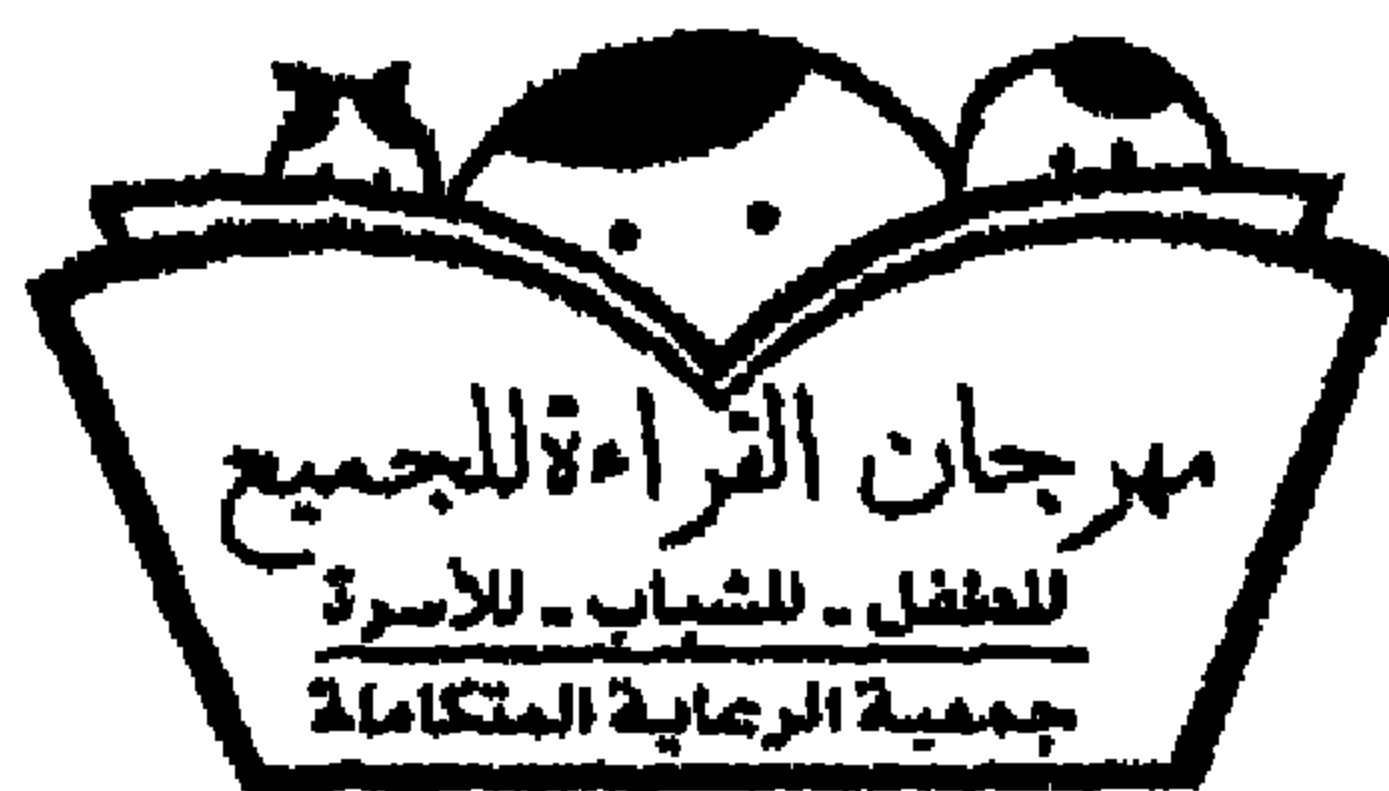 مهرجان القراءة للجميع
للطفل - للشباب - للأسرة
جمعية الرعاية المتكاملة